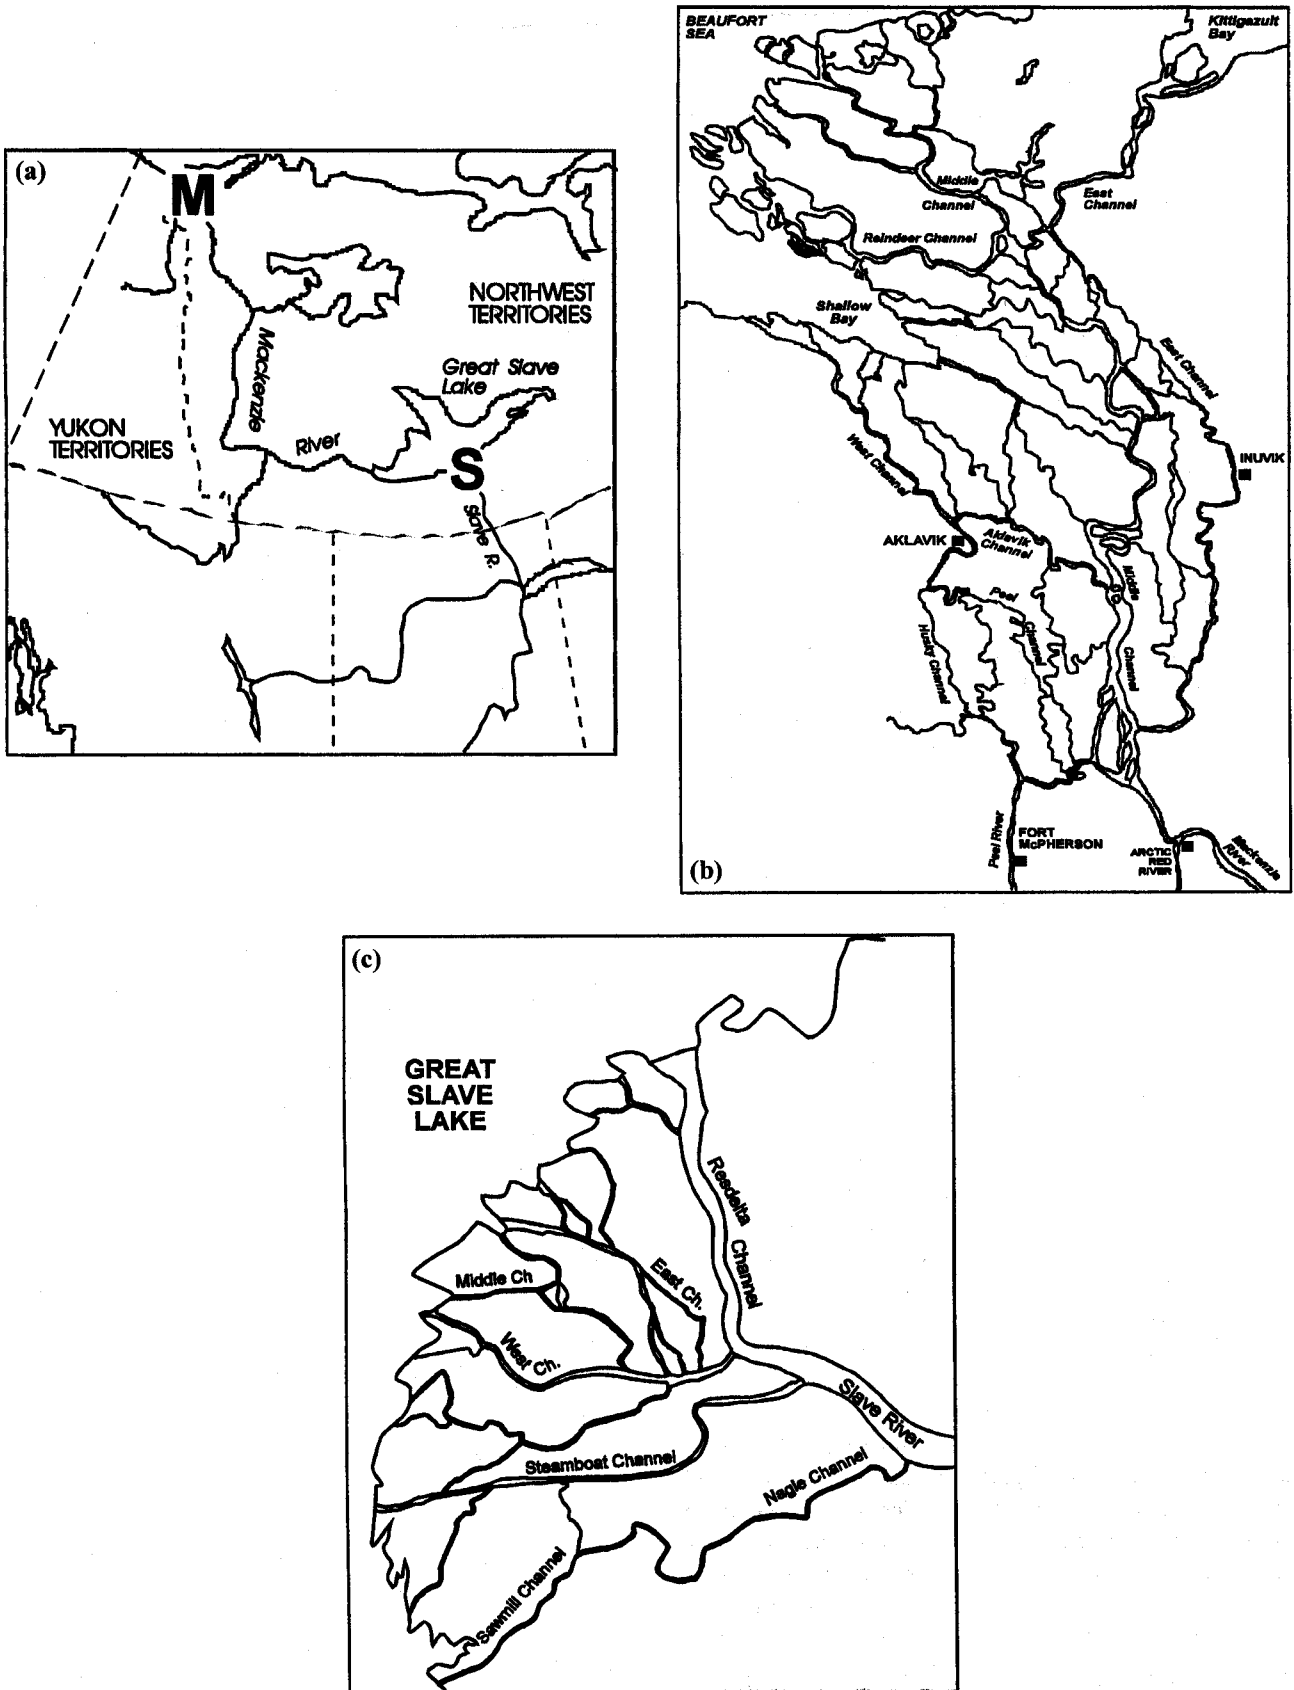 (a)
M
NORTHWEST
TERRITORIES
Mackenzie
Great Slave
Lake
YUKON
TERRITORIES
River
S
Slave R.
BEAUFORT
SEA
Kittigazuit
Bay
Middle
Channel
East
Channel
Reindeer Channel
Shallow
Bay
East Channel
West Channel
INUVIK
AKLAVIK
Aklavik
Channel
Middle
Channel
Peel
Channel
Husky Channel
Peel River
FORT
McPHERSON
ARCTIC
RED
RIVER
Mackenzie
River
(b)
(c)
GREAT
SLAVE
LAKE
Resdelta Channel
Middle Ch
East Ch.
West Ch.
Slave River
Steamboat Channel
Nagle Channel
Sawmill Channel